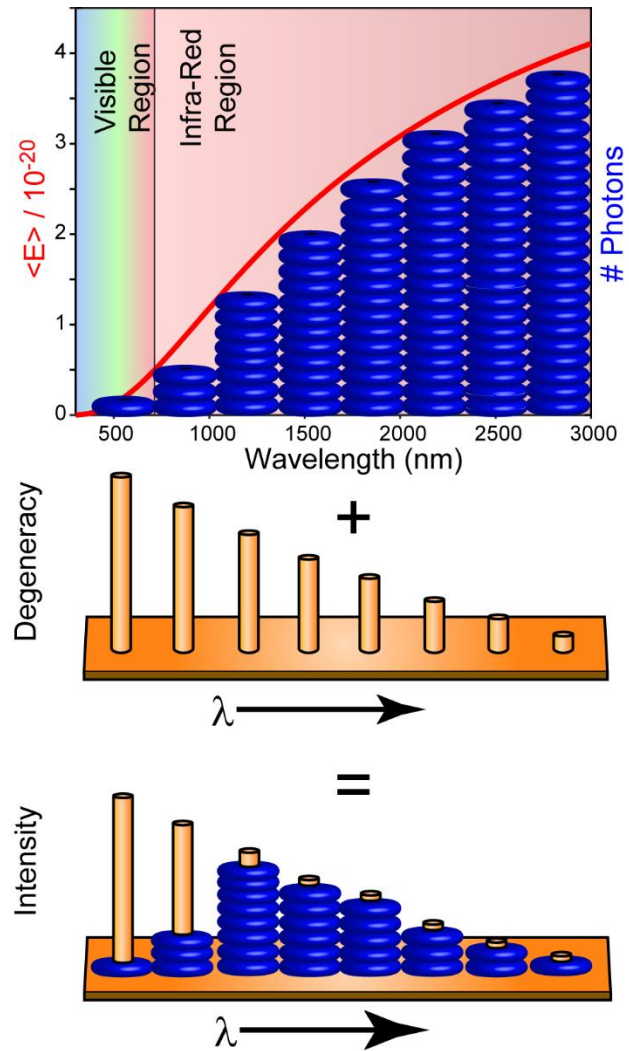 Visible
Region
Infra-Red
Region
<E> / 10⁻²⁰
4
3
2
1
0
# Photons
500 1000 1500 2000 2500 3000
Wavelength (nm)
Degeneracy
+
λ
=
Intensity
λ